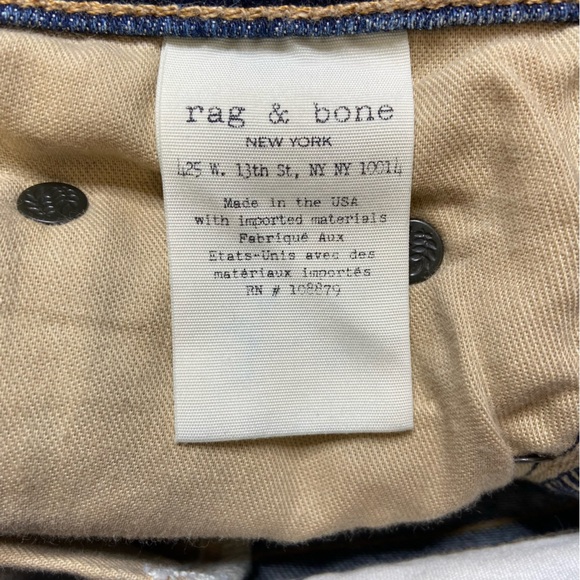 rag & bone
NEW YORK
425 W. 13th St, NY NY 10014
Made in the USA
with imported materials
Fabriqué Aux
Etats-Unis avec des
matériaux importés
RN # 108879